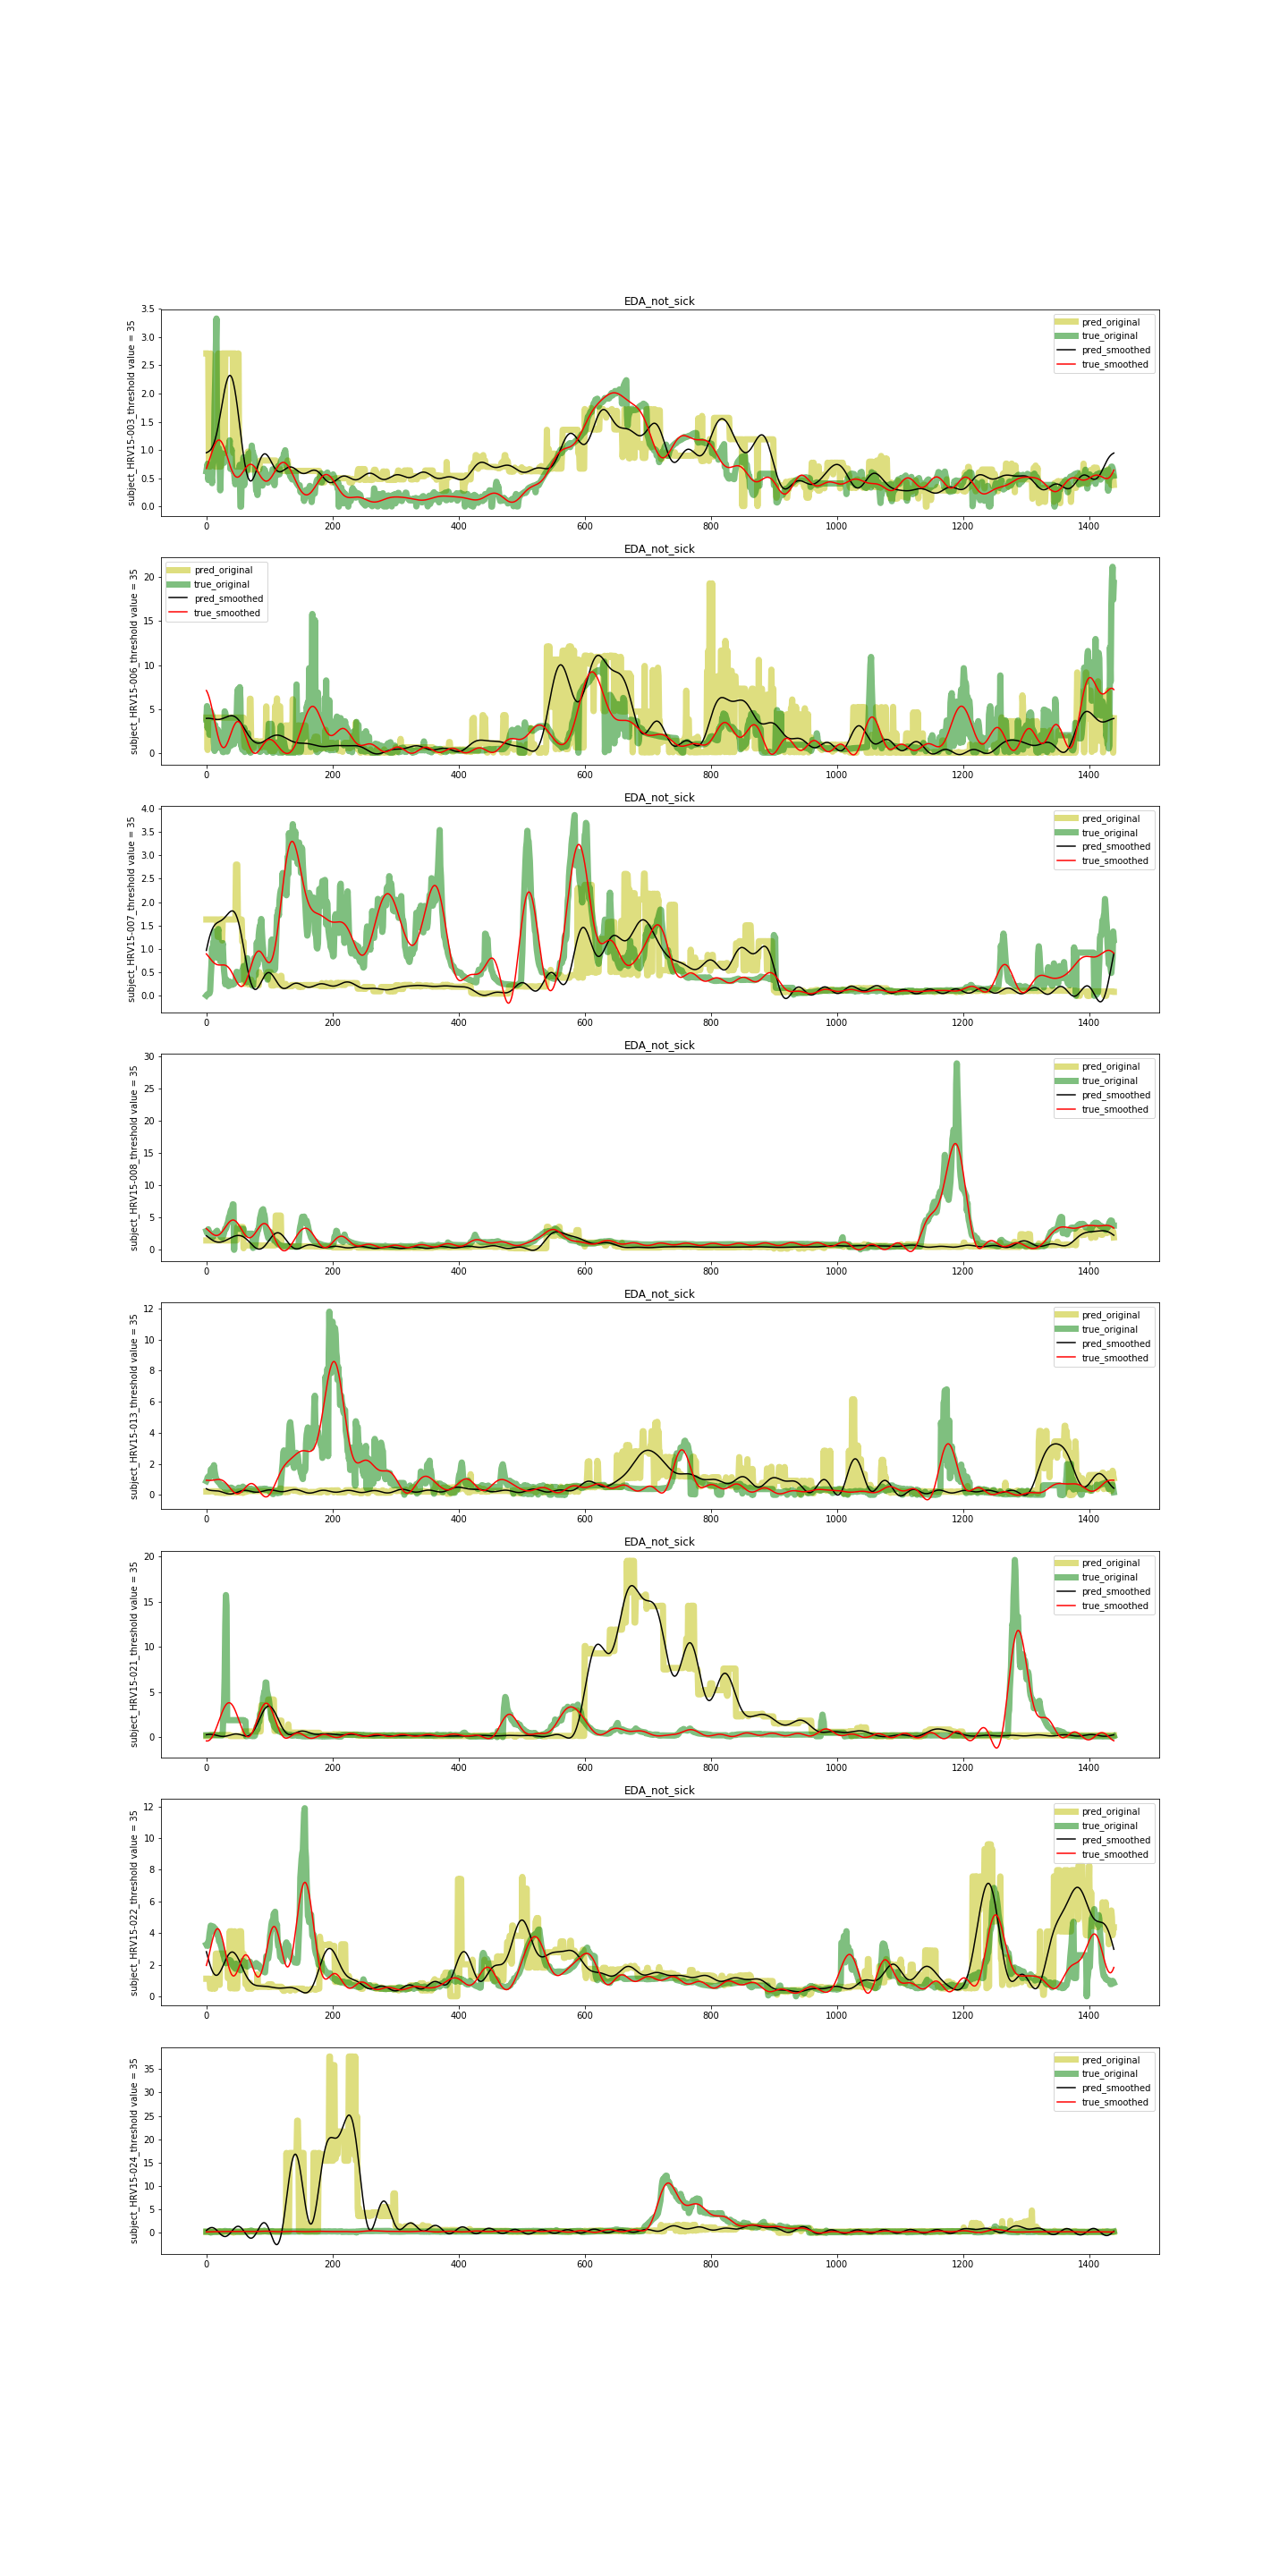 EDA_not_sick
subject_HRV15-003_threshold value = 35
3.5
3.0
2.5
2.0
1.5
1.0
0.5
0.0
pred_original
true_original
pred_smoothed
true_smoothed
0 200 400 600 800 1000 1200 1400
EDA_not_sick
subject_HRV15-006_threshold value = 35
20
15
10
5
0
pred_original
true_original
pred_smoothed
true_smoothed
0 200 400 600 800 1000 1200 1400
EDA_not_sick
subject_HRV15-007_threshold value = 35
4.0
3.5
3.0
2.5
2.0
1.5
1.0
0.5
0.0
pred_original
true_original
pred_smoothed
true_smoothed
0 200 400 600 800 1000 1200 1400
EDA_not_sick
subject_HRV15-008_threshold value = 35
30
25
20
15
10
5
0
pred_original
true_original
pred_smoothed
true_smoothed
0 200 400 600 800 1000 1200 1400
EDA_not_sick
subject_HRV15-013_threshold value = 35
12
10
8
6
4
2
0
pred_original
true_original
pred_smoothed
true_smoothed
0 200 400 600 800 1000 1200 1400
EDA_not_sick
subject_HRV15-021_threshold value = 35
20
15
10
5
0
pred_original
true_original
pred_smoothed
true_smoothed
0 200 400 600 800 1000 1200 1400
EDA_not_sick
subject_HRV15-022_threshold value = 35
12
10
8
6
4
2
0
pred_original
true_original
pred_smoothed
true_smoothed
0 200 400 600 800 1000 1200 1400
subject_HRV15-024_threshold value = 35
35
30
25
20
15
10
5
0
pred_original
true_original
pred_smoothed
true_smoothed
0 200 400 600 800 1000 1200 1400